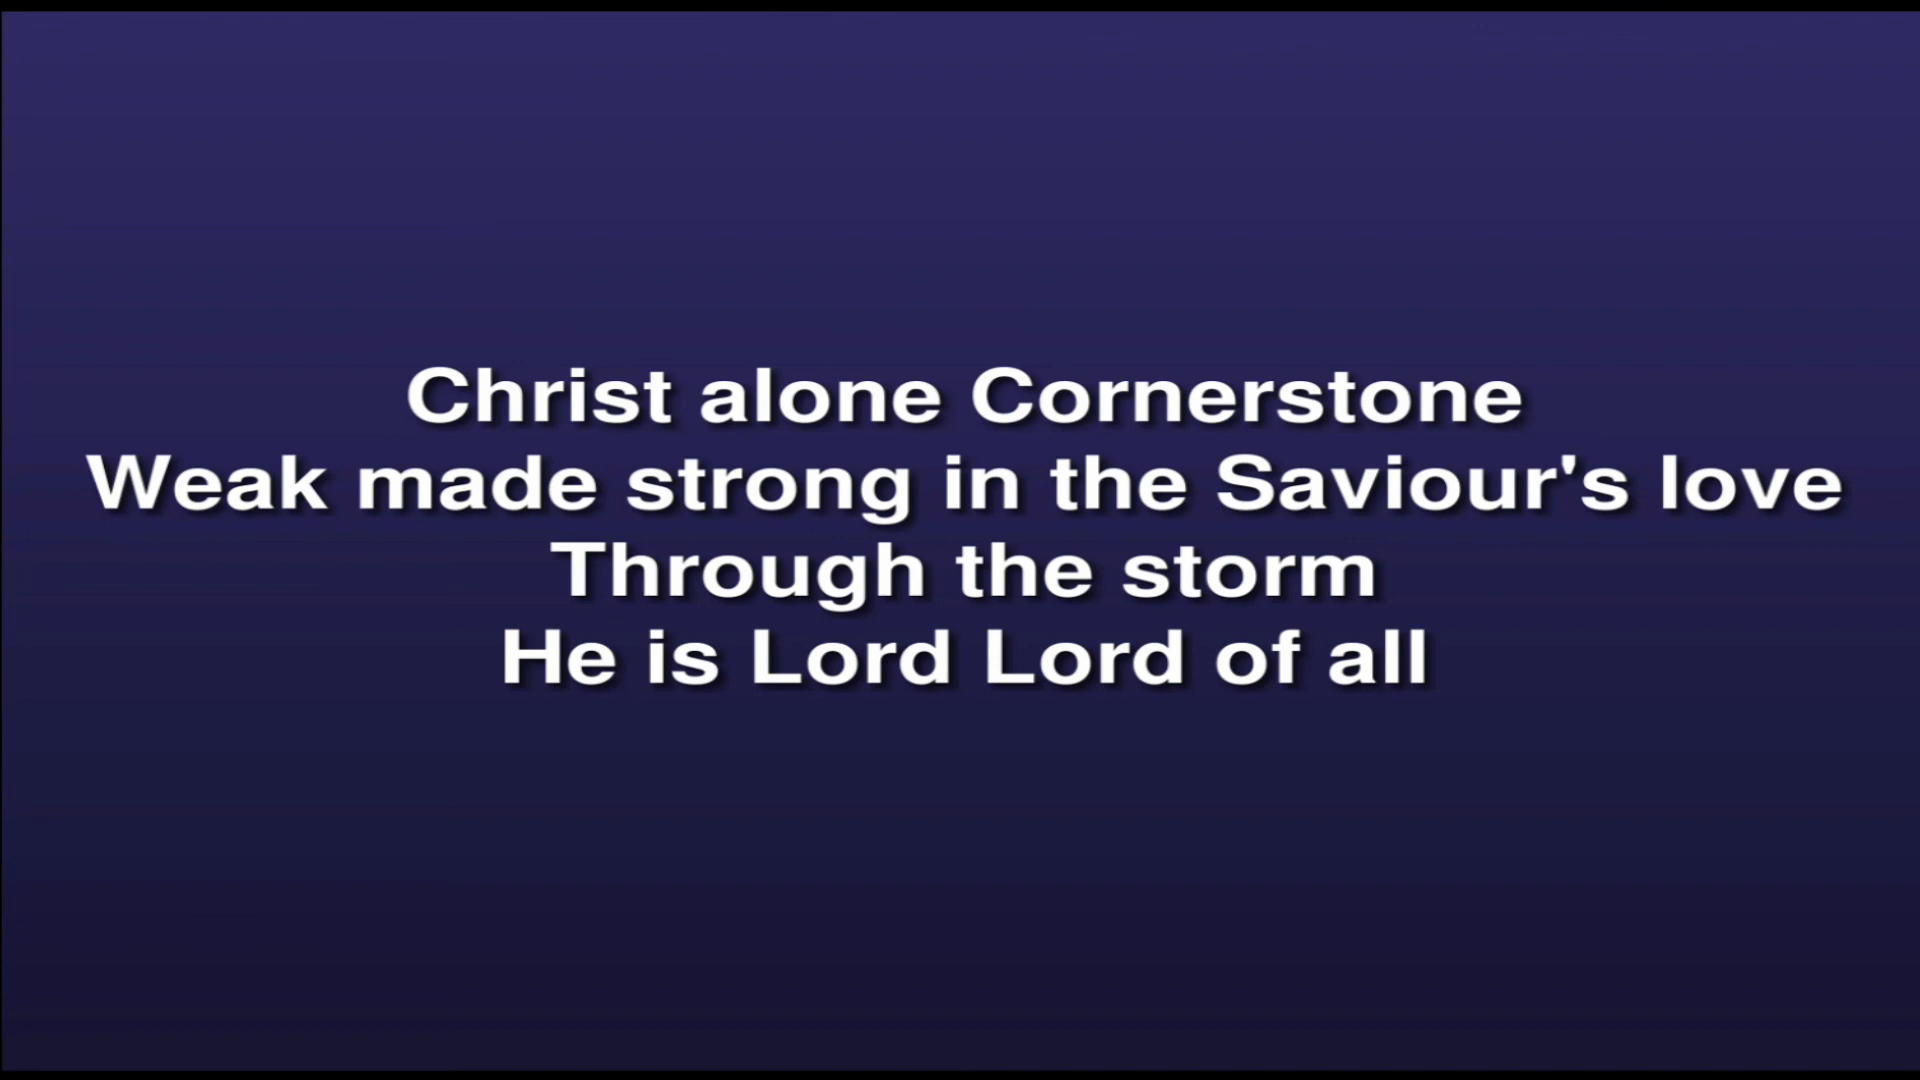 Christ alone Cornerstone
Weak made strong in the Saviour's love
Through the storm
He is Lord Lord of all